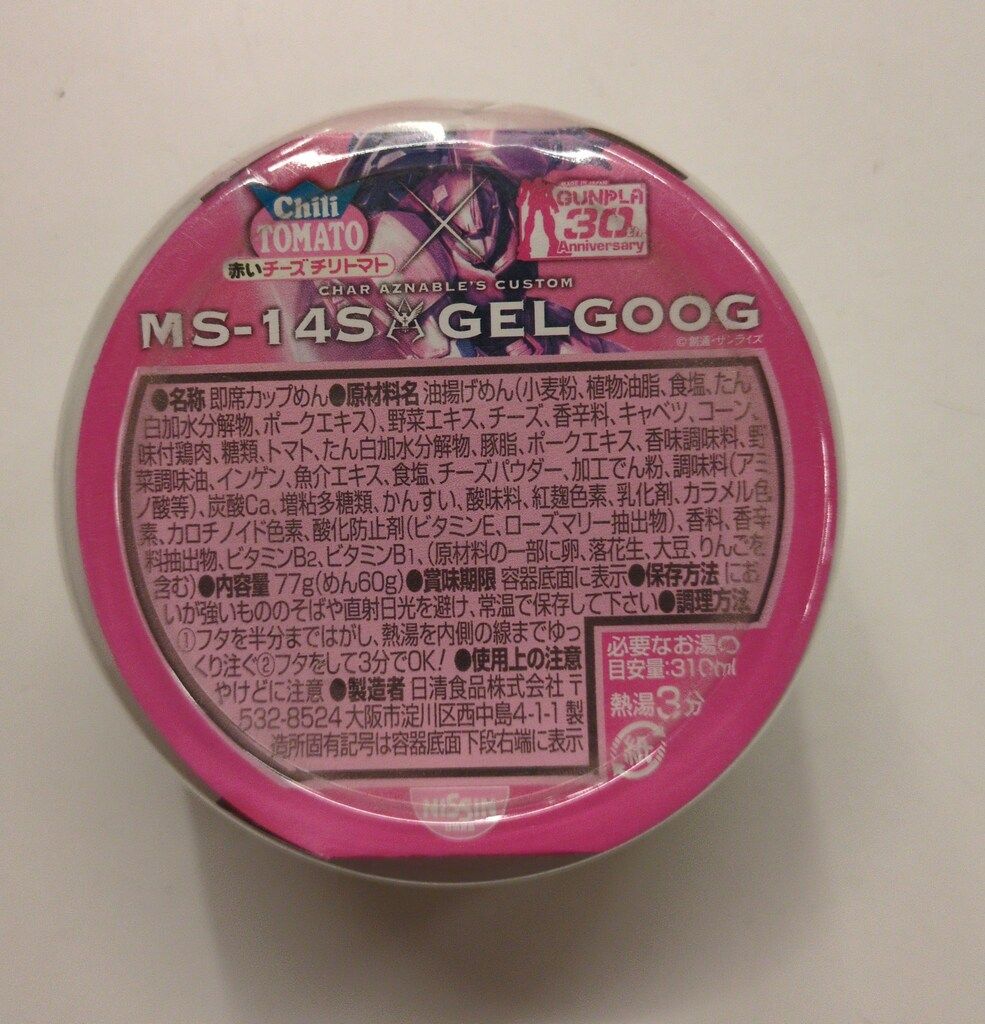 Chili
TOMATO
赤いチーズチリトマト
MADE IN JAPAN
GUNPLA
30th
Anniversary
CHAR AZNABLE'S CUSTOM
MS-14S GELGOOG
©創通・サンライズ
●名称 即席カップめん●原材料名 油揚げめん(小麦粉、植物油脂、食塩、たん
白加水分解物、ポークエキス)、野菜エキス、チーズ、香辛料、キャベツ、コーン、
味付鶏肉、糖類、トマト、たん白加水分解物、豚脂、ポークエキス、香味調味料、野
菜調味油、インゲン、魚介エキス、食塩、チーズパウダー、加工でん粉、調味料(アミ
ノ酸等)、炭酸Ca、増粘多糖類、かんすい、酸味料、紅麹色素、乳化剤、カラメル色
素、カロチノイド色素、酸化防止剤(ビタミンE、ローズマリー抽出物)、香料、香辛
料抽出物、ビタミンB2、ビタミンB1、(原材料の一部に卵、落花生、大豆、りんごを
含む)●内容量 77g(めん60g)●賞味期限 容器底面に表示●保存方法 にお
いが強いもののそばや直射日光を避け、常温で保存して下さい●調理方法
①フタを半分まではがし、熱湯を内側の線までゆっ
くり注ぐ②フタをして3分でOK! ●使用上の注意
やけどに注意 ●製造者 日清食品株式会社 〒
532-8524 大阪市淀川区西中島4-1-1 製
造所固有記号は容器底面下段右端に表示
必要なお湯の
目安量:310ml
熱湯3分
紙
NISSIN